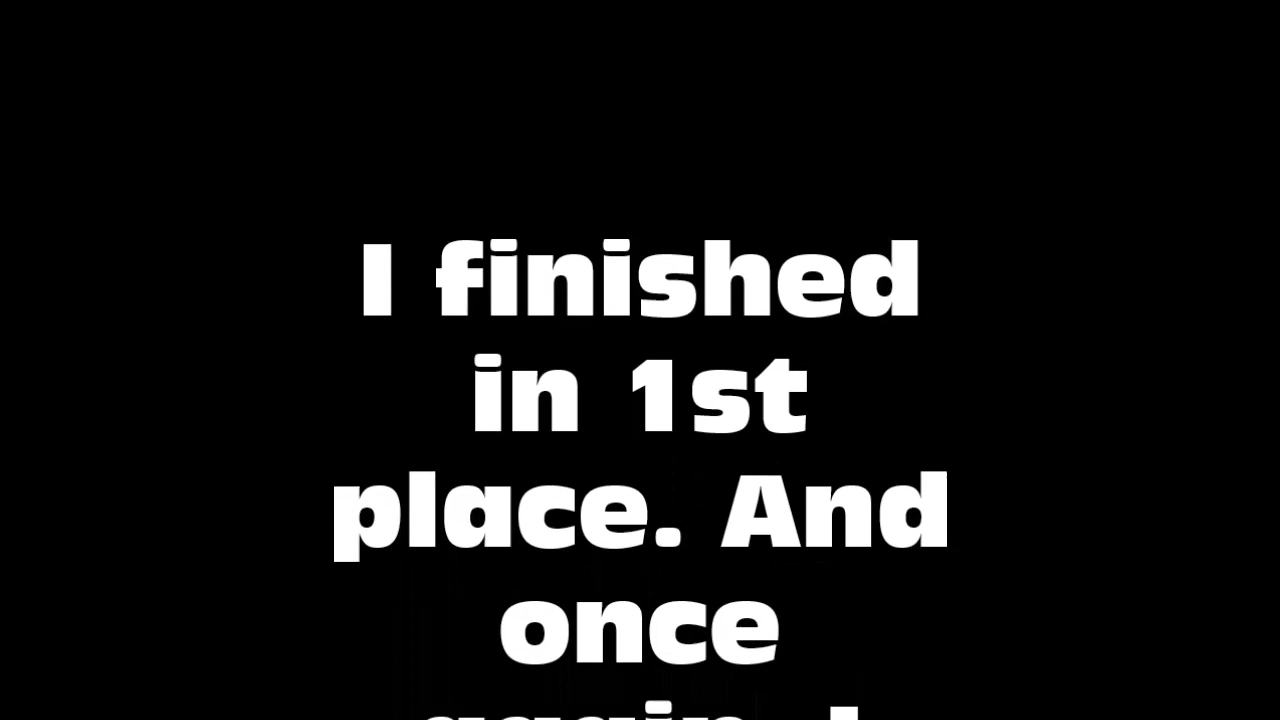 I finished
in 1st
place. And
once